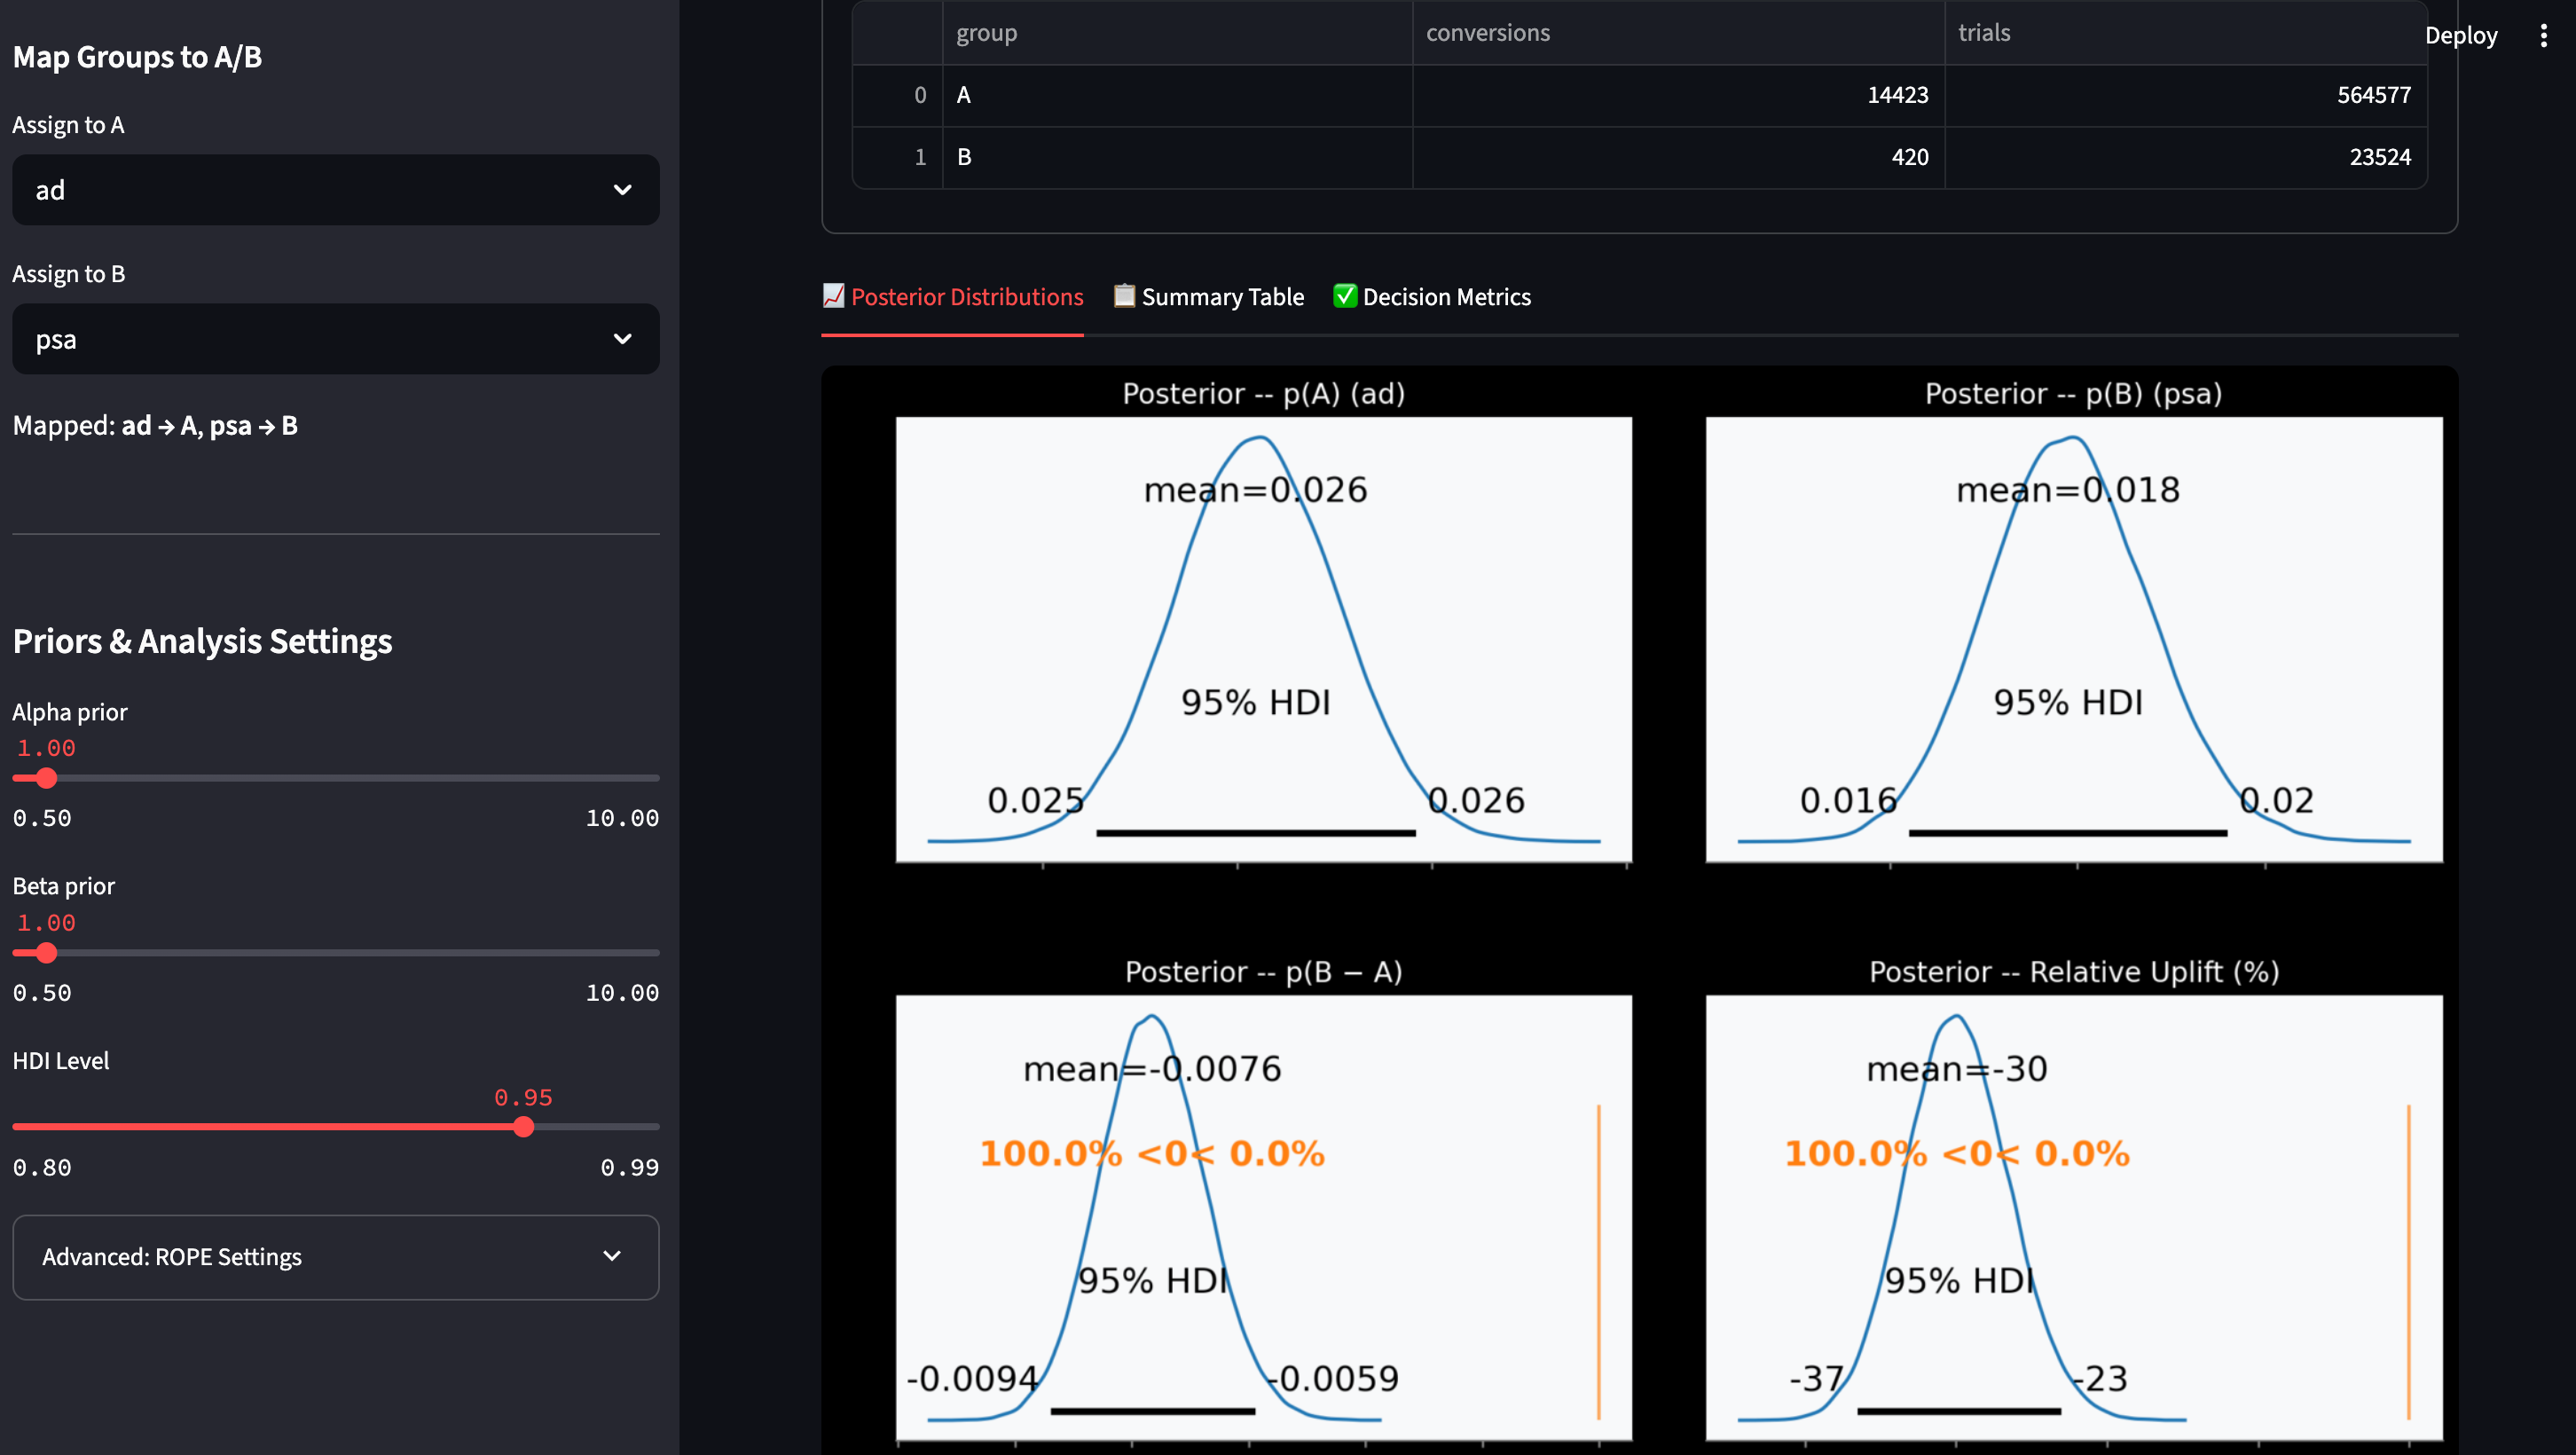 Map Groups to A/B
Assign to A
ad
Assign to B
psa
Mapped: ad → A, psa → B
Priors & Analysis Settings
Alpha prior
1.00
0.50 10.00
Beta prior
1.00
0.50 10.00
HDI Level
0.95
0.80 0.99
Advanced: ROPE Settings
Deploy
group conversions trials
0 A 14423 564577
1 B 420 23524
Posterior Distributions Summary Table Decision Metrics
Posterior -- p(A) (ad)
mean=0.026
95% HDI
0.025 0.026
Posterior -- p(B) (psa)
mean=0.018
95% HDI
0.016 0.02
Posterior -- p(B − A)
mean=-0.0076
100.0% <0< 0.0%
95% HDI
-0.0094 -0.0059
Posterior -- Relative Uplift (%)
mean=-30
100.0% <0< 0.0%
95% HDI
-37 -23